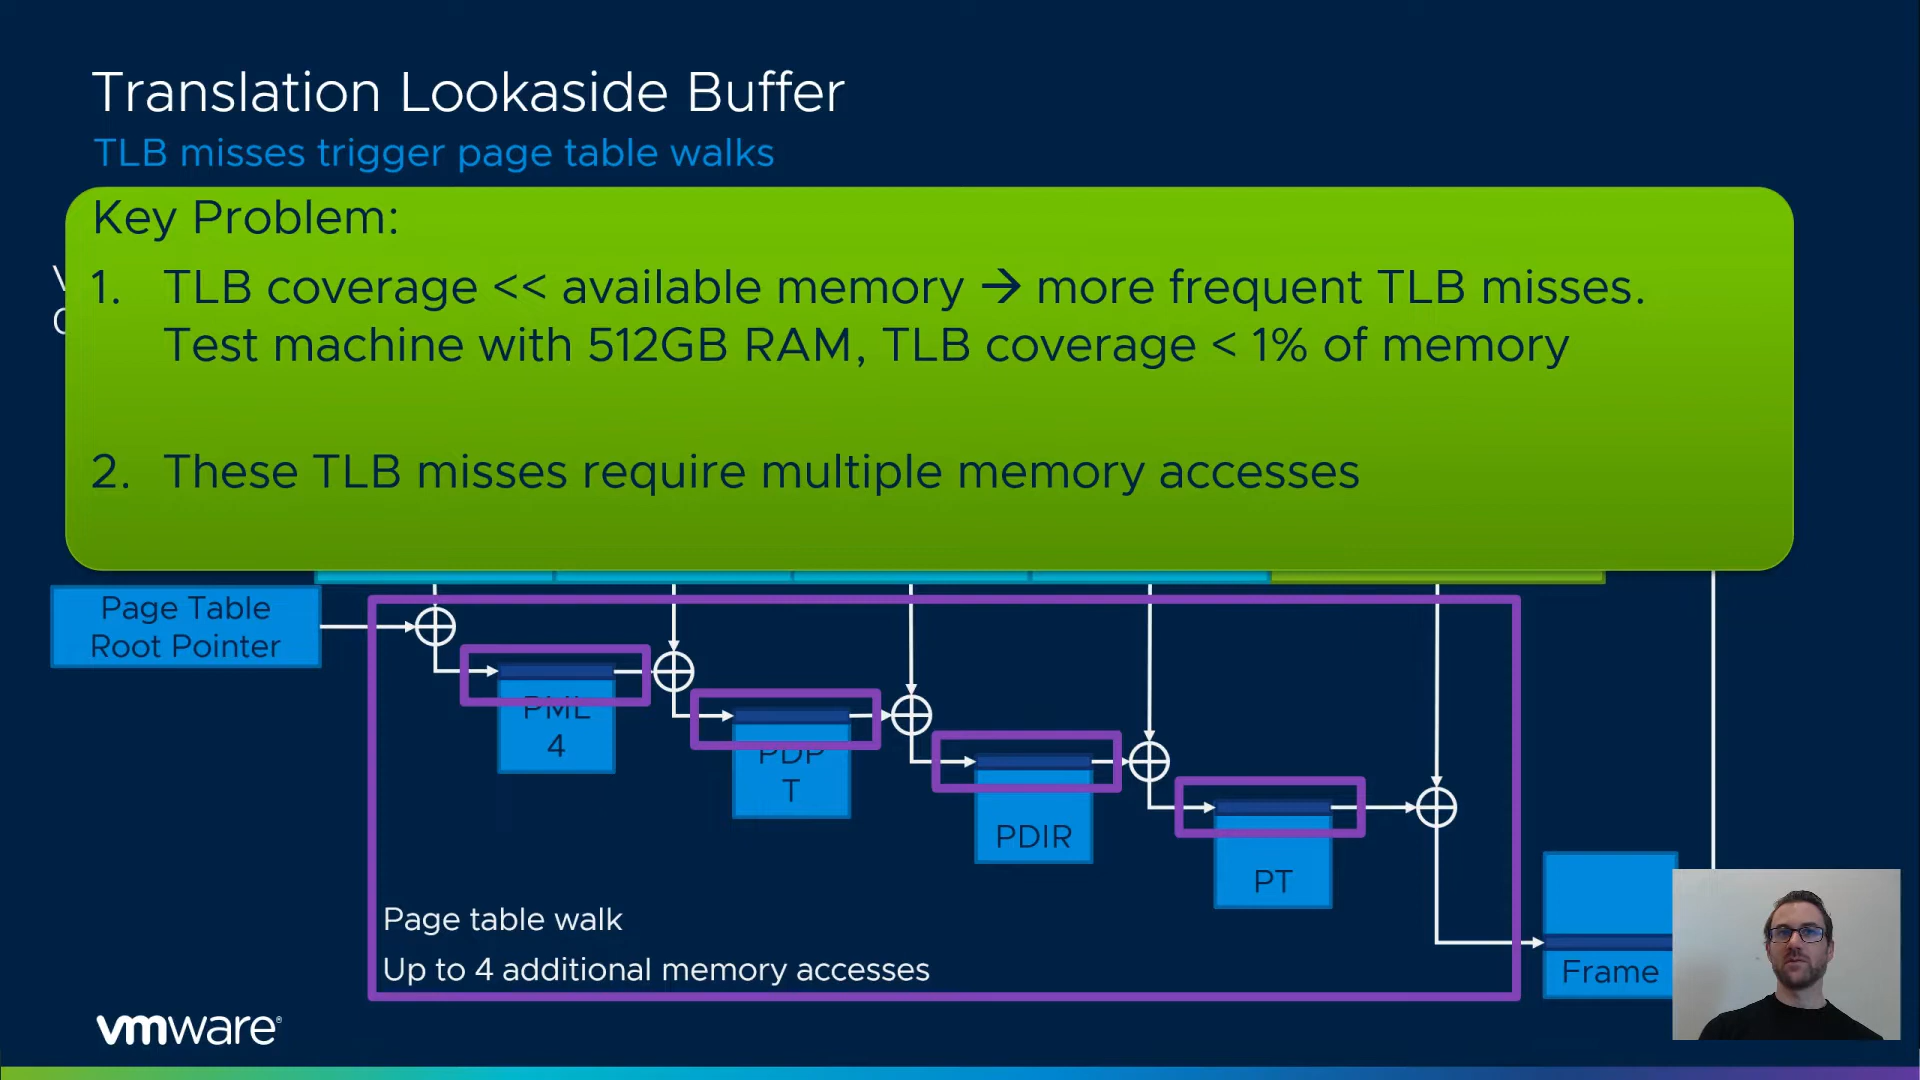 Translation Lookaside Buffer
TLB misses trigger page table walks
Key Problem:
1. TLB coverage << available memory → more frequent TLB misses.
Test machine with 512GB RAM, TLB coverage < 1% of memory
2. These TLB misses require multiple memory accesses
Page Table
Root Pointer
PML
4
PDP
T
PDIR
PT
Page table walk
Up to 4 additional memory accesses
Frame
vmware®